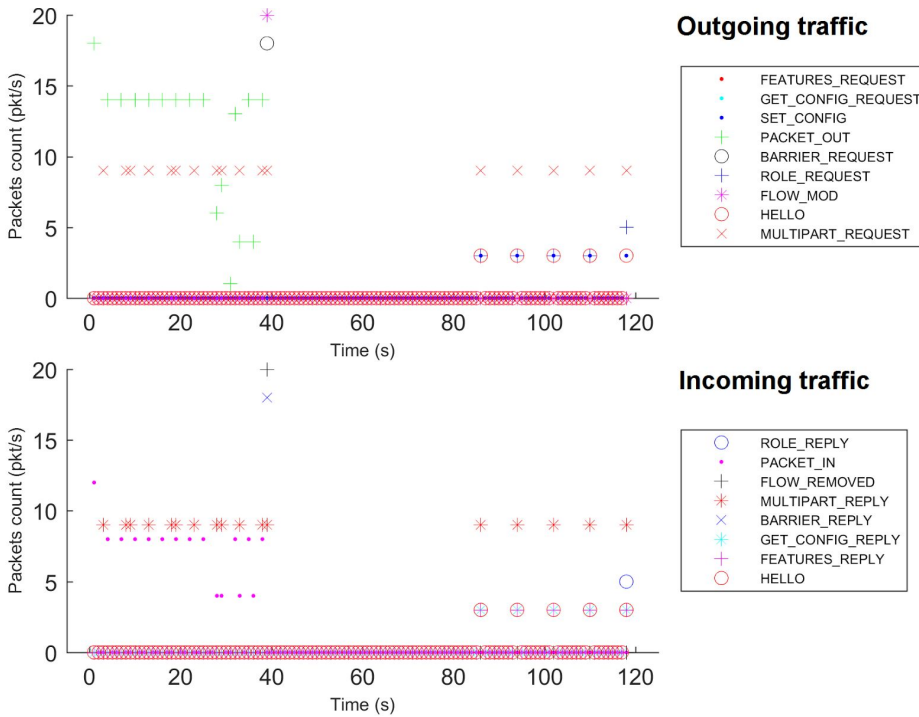 Outgoing traffic
20
15
10
5
0
Packets count (pkt/s)
0 20 40 60 80 100 120
Time (s)
FEATURES_REQUEST
GET_CONFIG_REQUEST
SET_CONFIG
PACKET_OUT
BARRIER_REQUEST
ROLE_REQUEST
FLOW_MOD
HELLO
MULTIPART_REQUEST
Incoming traffic
20
15
10
5
0
Packets count (pkt/s)
0 20 40 60 80 100 120
Time (s)
ROLE_REPLY
PACKET_IN
FLOW_REMOVED
MULTIPART_REPLY
BARRIER_REPLY
GET_CONFIG_REPLY
FEATURES_REPLY
HELLO